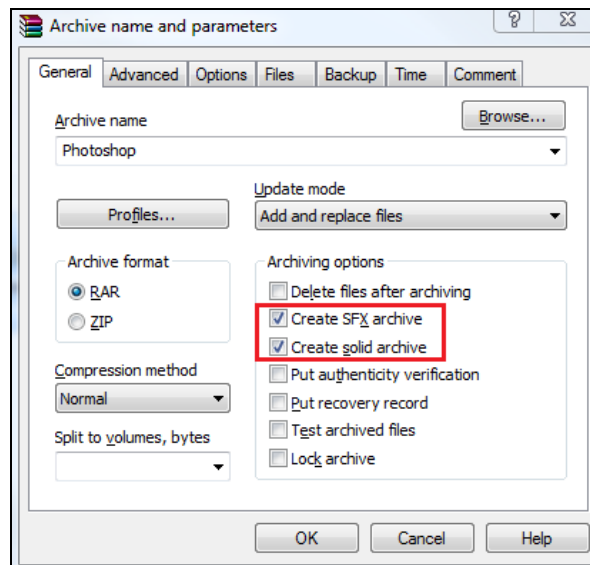 Archive name and parameters
General Advanced Options Files Backup Time Comment
Archive name
Browse...
Photoshop
Update mode
Profiles...
Add and replace files
Archive format
RAR
ZIP
Archiving options
Delete files after archiving
Create SFX archive
Create solid archive
Put authenticity verification
Put recovery record
Test archived files
Lock archive
Compression method
Normal
Split to volumes, bytes
OK Cancel Help